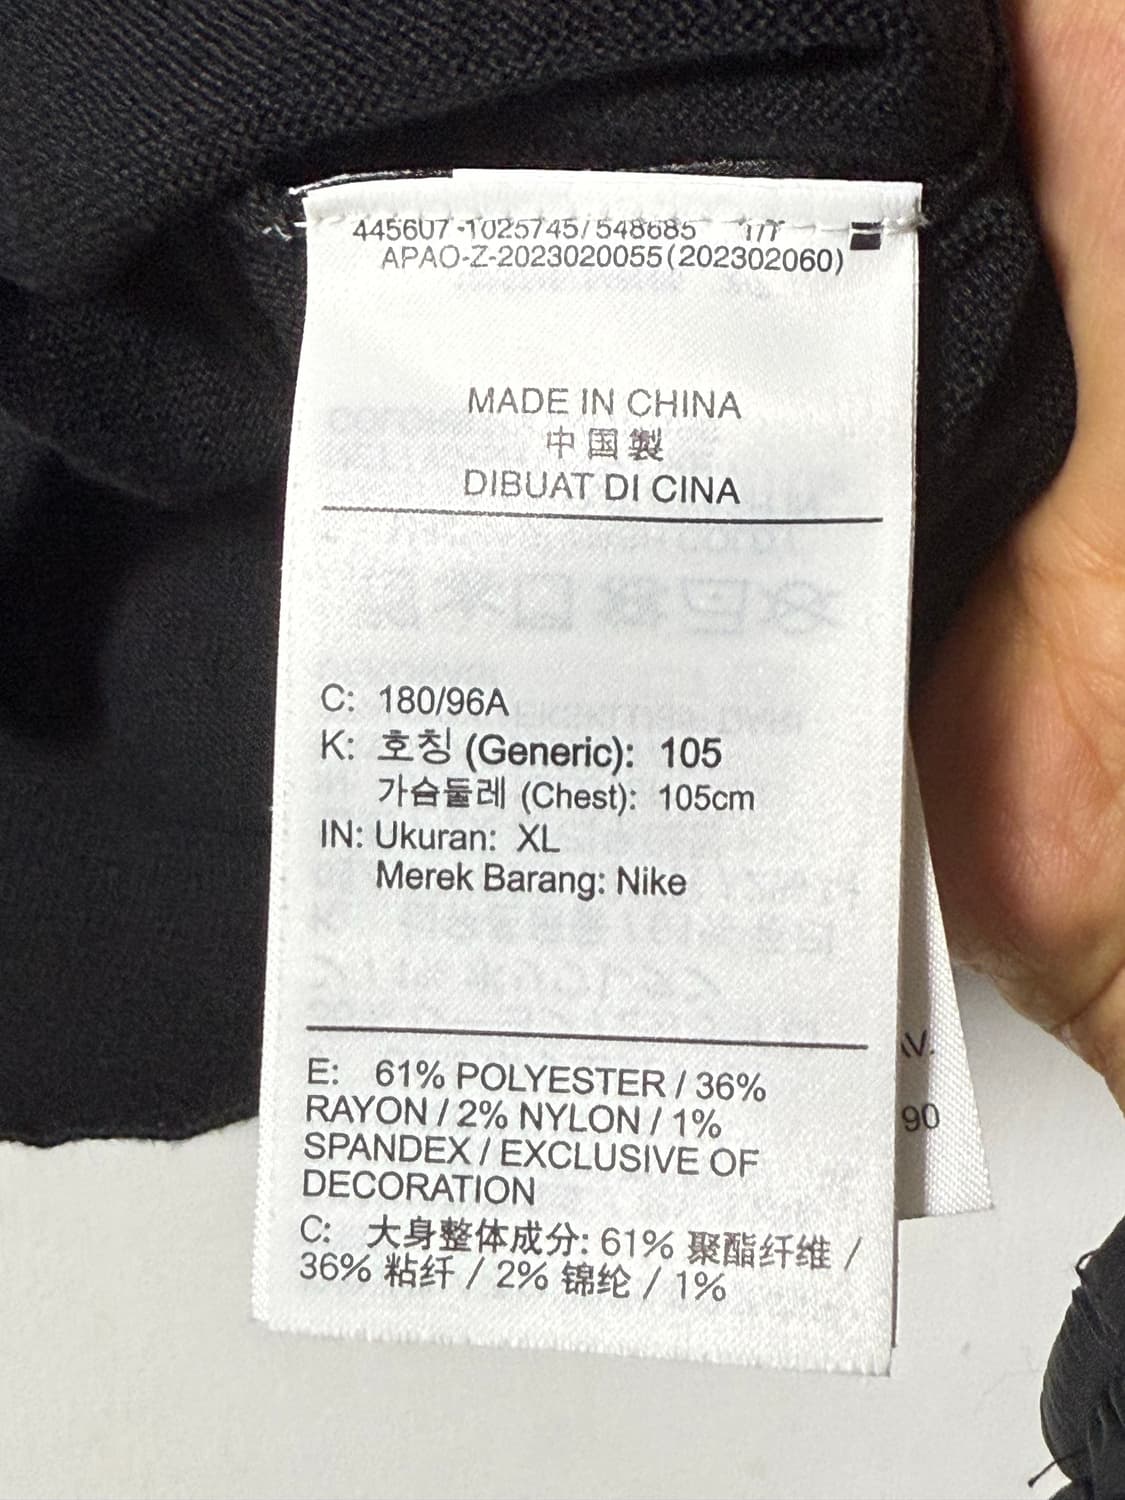 445607-1025745/548685 1/1
APAO-Z-2023020055(202302060)
MADE IN CHINA
中国製
DIBUAT DI CINA
C: 180/96A
K: 호칭 (Generic): 105
가슴둘레 (Chest): 105cm
IN: Ukuran: XL
Merek Barang: Nike
E: 61% POLYESTER / 36%
RAYON / 2% NYLON / 1%
SPANDEX / EXCLUSIVE OF
DECORATION
C: 大身整体成分: 61% 聚酯纤维 /
36% 粘纤 / 2% 锦纶 / 1%
90